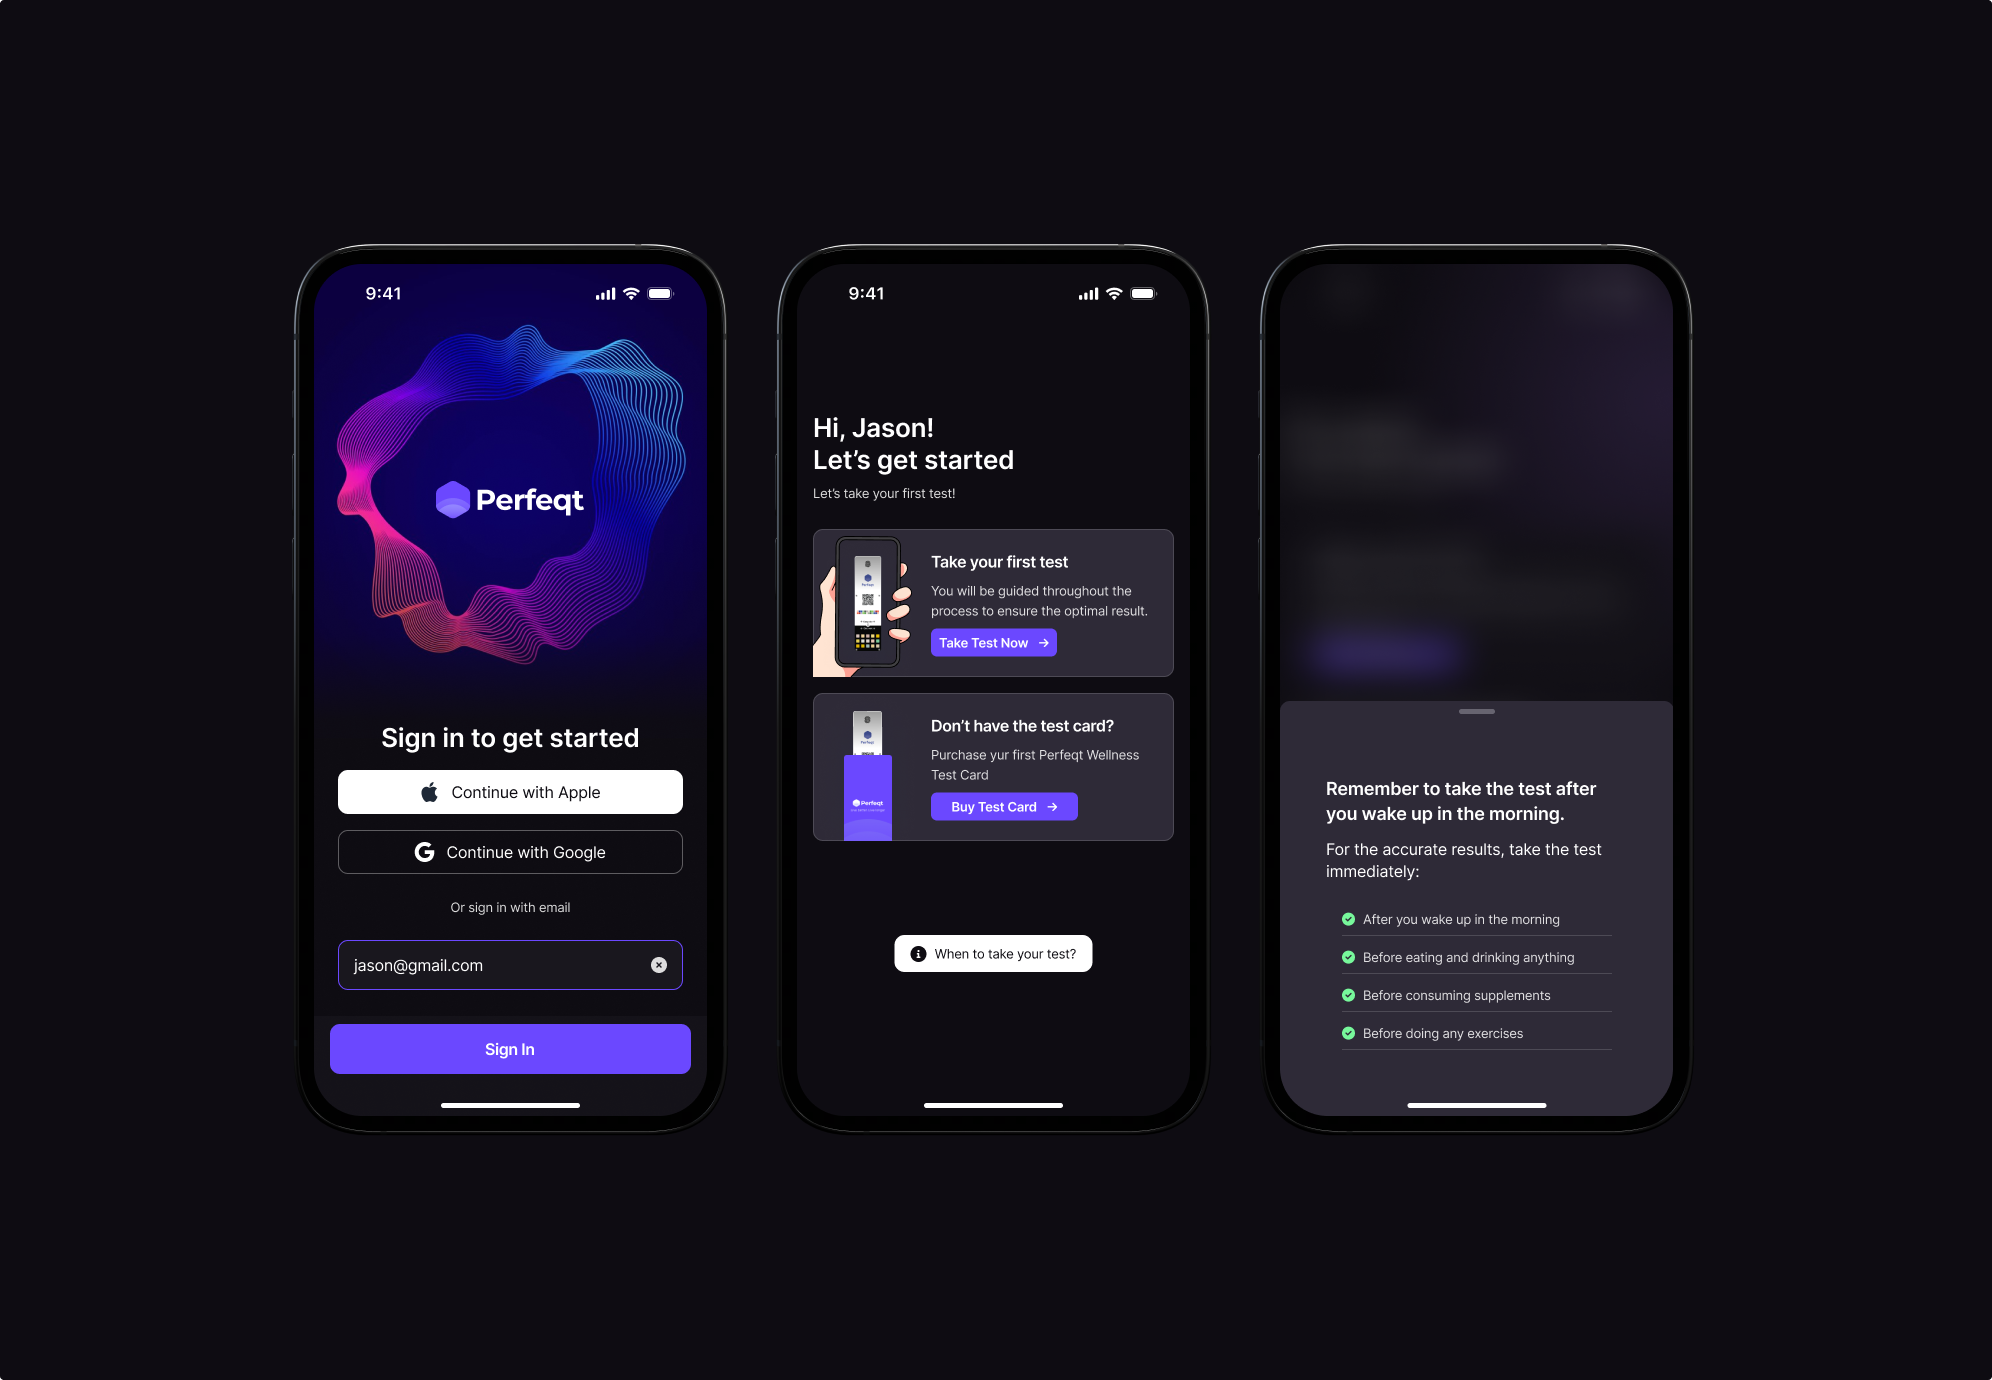 9:41
Perfeqt
Sign in to get started
Continue with Apple
Continue with Google
Or sign in with email
jason@gmail.com
Sign In
9:41
Hi, Jason!
Let’s get started
Let’s take your first test!
Perfeqt
Take your first test
You will be guided throughout the
process to ensure the optimal result.
Take Test Now
Perfeqt
Perfeqt
Don’t have the test card?
Purchase yur first Perfeqt Wellness
Test Card
Buy Test Card
When to take your test?
Remember to take the test after
you wake up in the morning.
For the accurate results, take the test
immediately:
After you wake up in the morning
Before eating and drinking anything
Before consuming supplements
Before doing any exercises